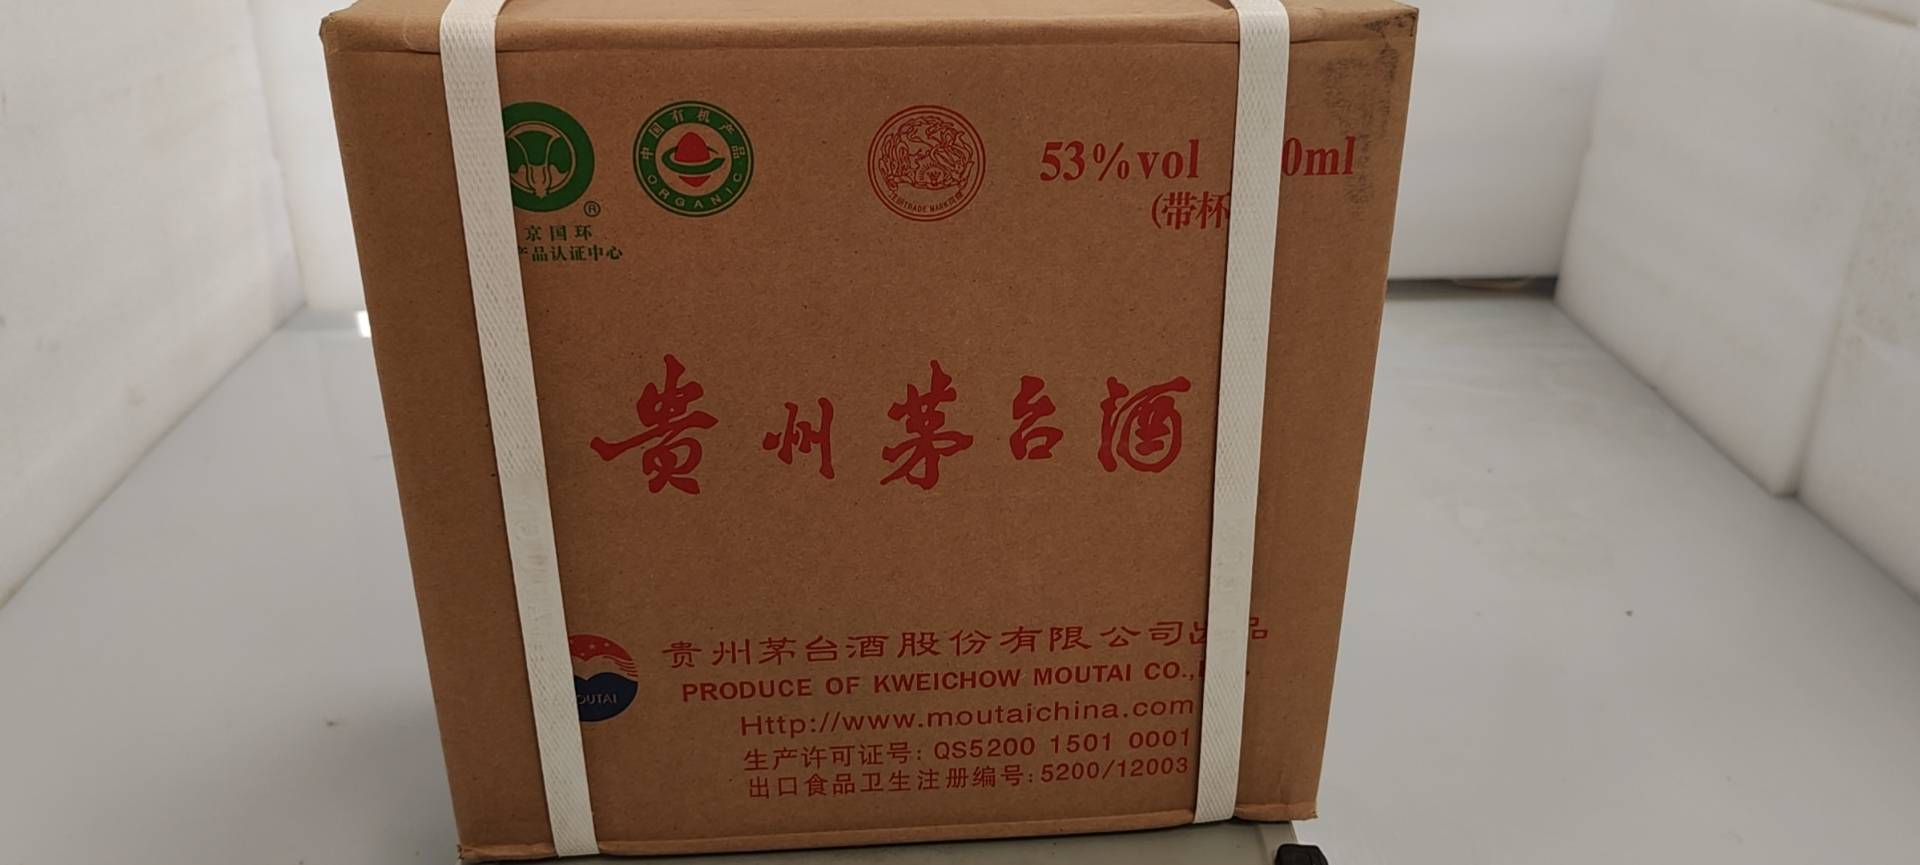 中国有机产品
ORGANIC
®
京国环
产品认证中心
TRADE MARK
53%vol 0ml
(带杯
贵州茅台酒
OUTAI
贵州茅台酒股份有限公司出品
PRODUCE OF KWEICHOW MOUTAI CO.,
Http://www.moutaichina.com
生产许可证号: QS5200 1501 0001
出口食品卫生注册编号: 5200/12003